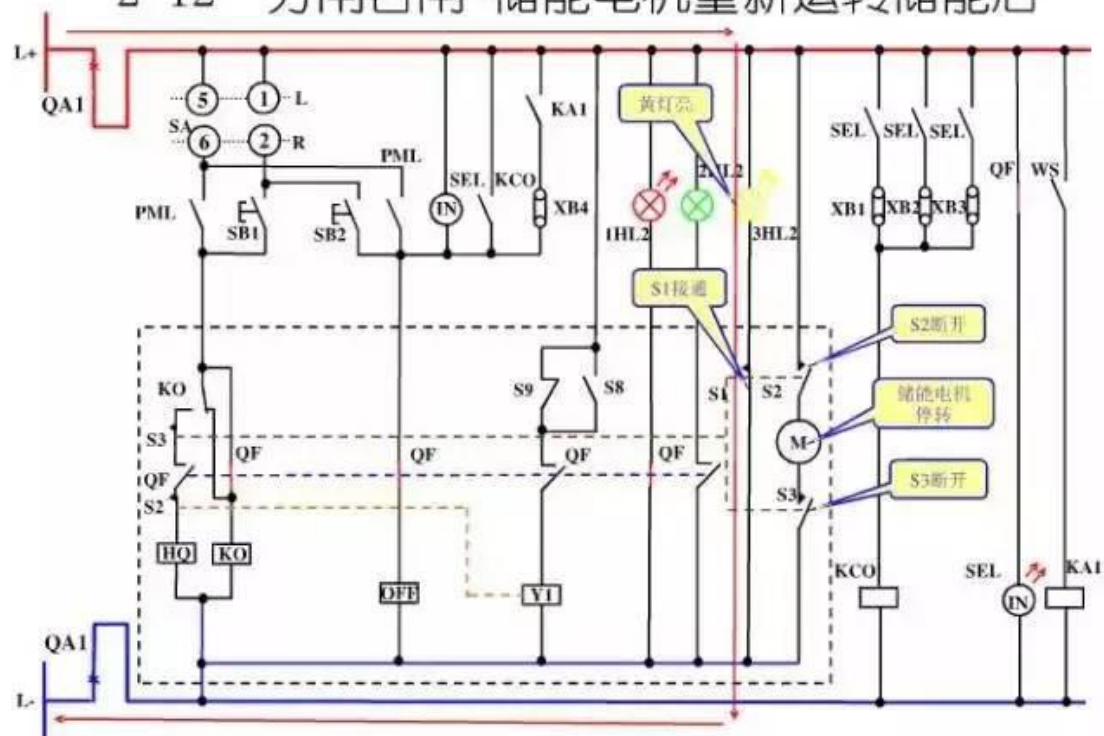 储能电机重新运转储能后
L+
QA1
5
1
L
SA
6
2
R
PML
PML
SB1
SB2
IN
SEL
KCO
KA1
XB4
黄灯亮
1HL2
3HL2
SEL
SEL
SEL
XB1
XB2
XB3
QF
WS
S1接通
S2断开
KO
S9
S8
S1
S2
储能电机
停转
M
S3
QF
QF
QF
QF
S3断开
QF
S2
S3
HQ
KO
OFF
Y1
KCO
SEL
IN
KA1
QA1
L-